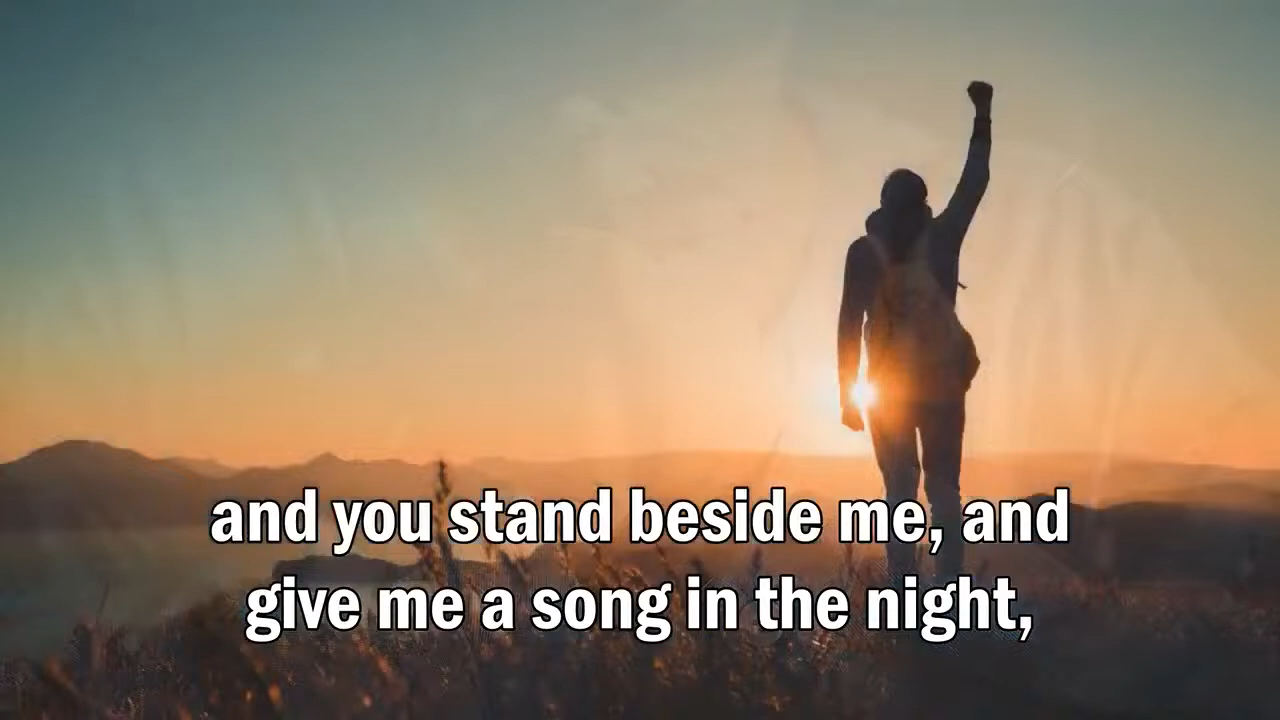 and you stand beside me, and
give me a song in the night,